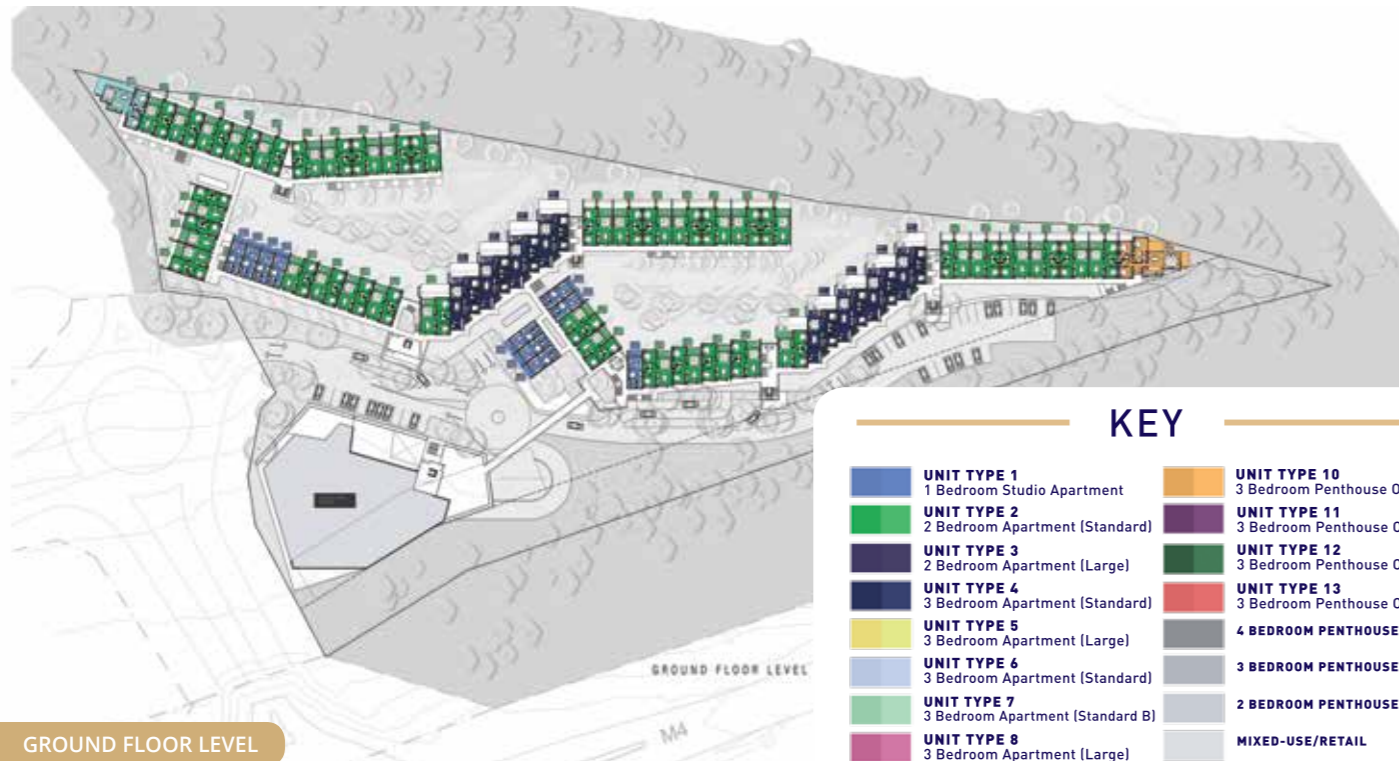 GROUND FLOOR LEVEL
M4
GROUND FLOOR LEVEL
KEY
UNIT TYPE 1
1 Bedroom Studio Apartment
UNIT TYPE 2
2 Bedroom Apartment (Standard)
UNIT TYPE 3
2 Bedroom Apartment (Large)
UNIT TYPE 4
3 Bedroom Apartment (Standard)
UNIT TYPE 5
3 Bedroom Apartment (Large)
UNIT TYPE 6
3 Bedroom Apartment (Standard)
UNIT TYPE 7
3 Bedroom Apartment (Standard B)
UNIT TYPE 8
3 Bedroom Apartment (Large)
UNIT TYPE 10
3 Bedroom Penthouse O
UNIT TYPE 11
3 Bedroom Penthouse O
UNIT TYPE 12
3 Bedroom Penthouse O
UNIT TYPE 13
3 Bedroom Penthouse O
4 BEDROOM PENTHOUSE
3 BEDROOM PENTHOUSE
2 BEDROOM PENTHOUSE
MIXED-USE/RETAIL